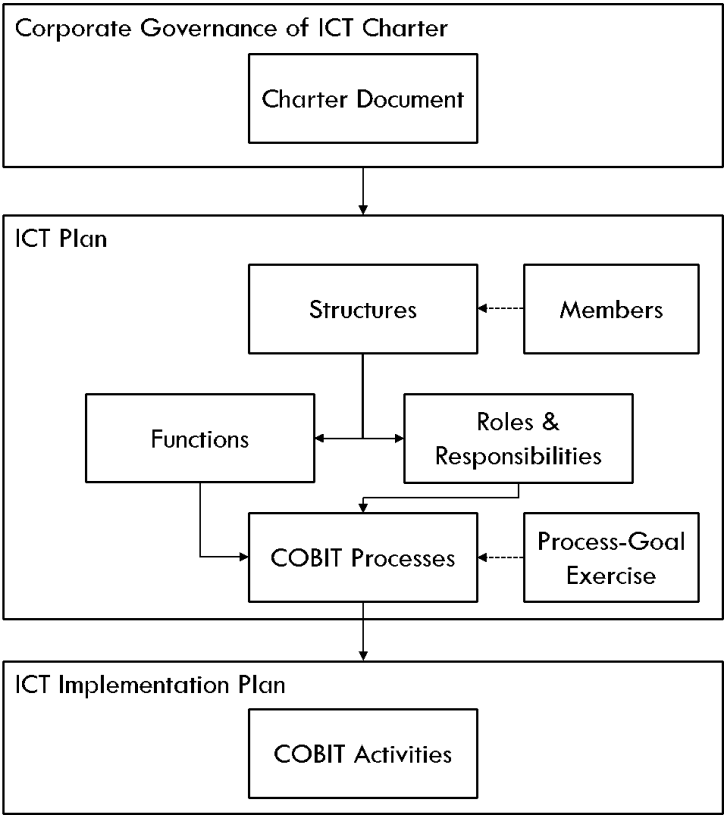 Corporate Governance of ICT Charter
Charter Document
ICT Plan
Structures
Members
Functions
Roles &
Responsibilities
COBIT Processes
Process-Goal
Exercise
ICT Implementation Plan
COBIT Activities